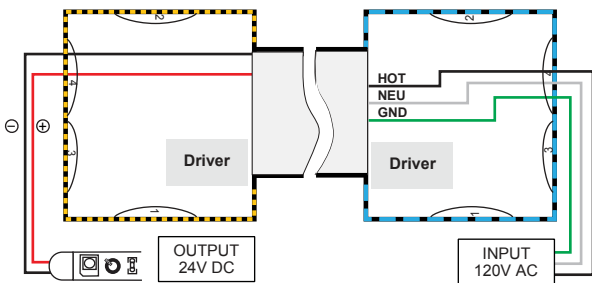 2
2
HOT
NEU
GND
4
4
⊖
⊕
3
3
Driver
Driver
1
1
OUTPUT
24V DC
INPUT
120V AC